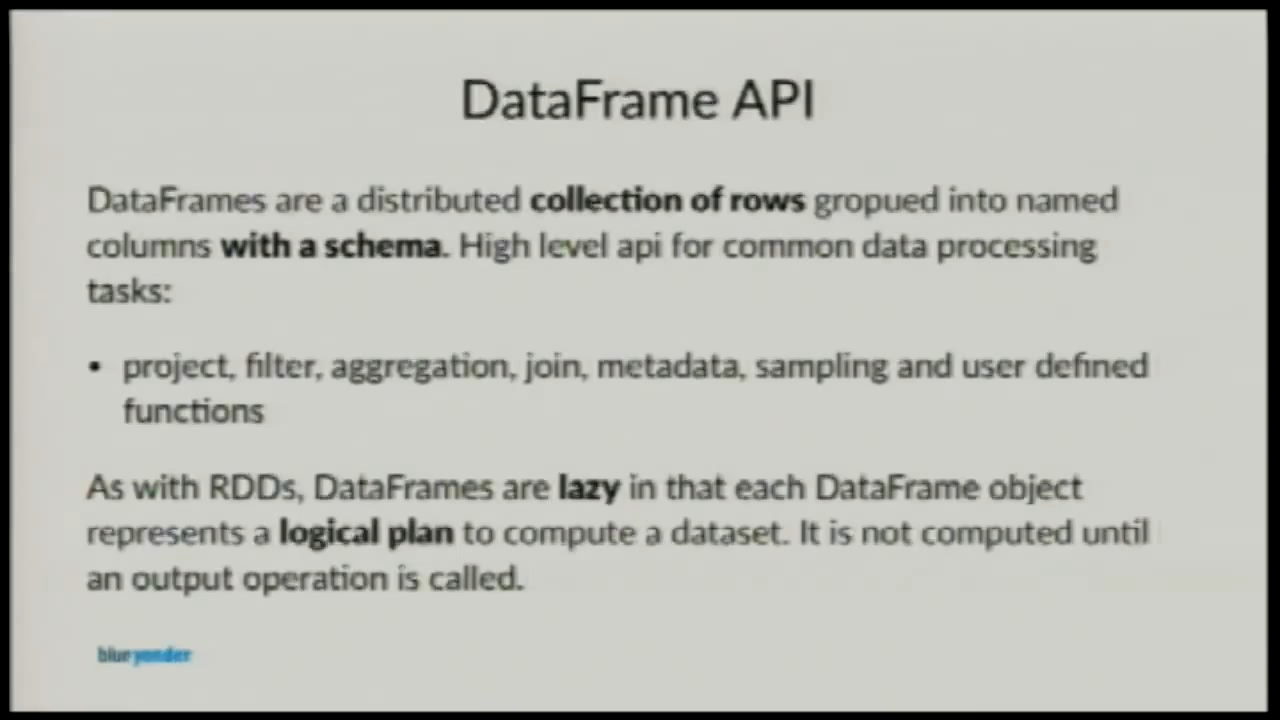 DataFrame API
DataFrames are a distributed collection of rows gropued into named
columns with a schema. High level api for common data processing
tasks:
• project, filter, aggregation, join, metadata, sampling and user defined
functions
As with RDDs, DataFrames are lazy in that each DataFrame object
represents a logical plan to compute a dataset. It is not computed until
an output operation is called.
blueyonder